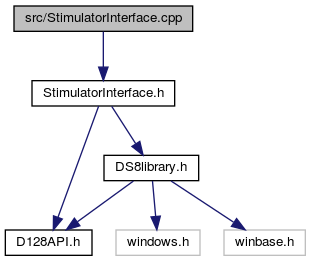 src/StimulatorInterface.cpp
StimulatorInterface.h
DS8library.h
D128API.h
windows.h
winbase.h